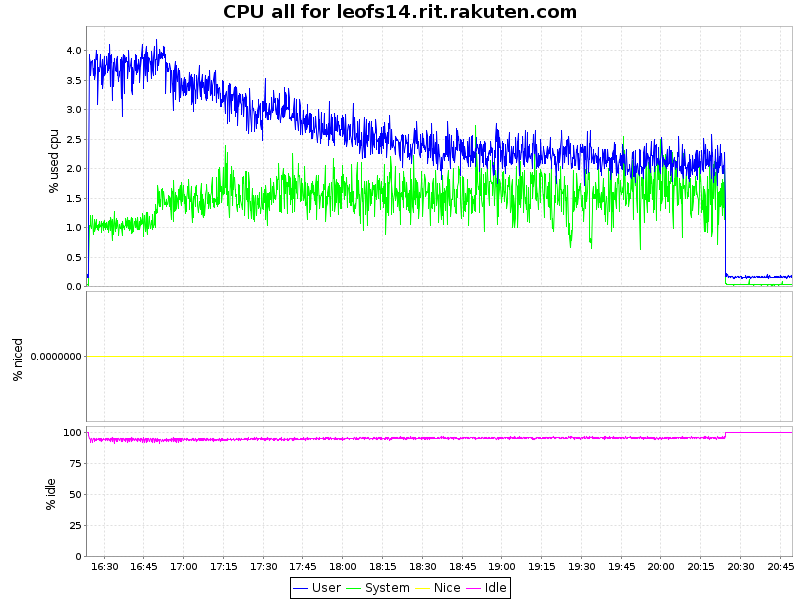 CPU all for leofs14.rit.rakuten.com
% used cpu
4.0
3.5
3.0
2.5
2.0
1.5
1.0
0.5
0.0
% niced
0.0000000
% idle
100
75
50
25
0
16:30 16:45 17:00 17:15 17:30 17:45 18:00 18:15 18:30 18:45 19:00 19:15 19:30 19:45 20:00 20:15 20:30 20:45
User System Nice Idle